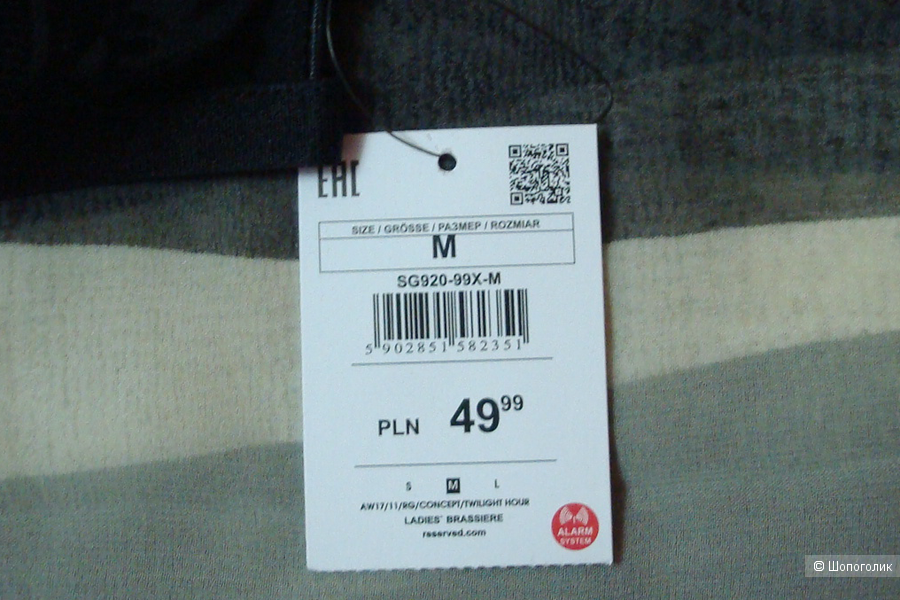 EAC
SIZE / GRÖSSE / РАЗМЕР / ROZMIAR
M
SG920-99X-M
5 902851 582351
PLN 49 99
S M L
AW17/11/RG/CONCEPT/TWILIGHT HOUR
LADIES` BRASSIERE
reserved.com
ALARM
SYSTEM
© Шопоголик